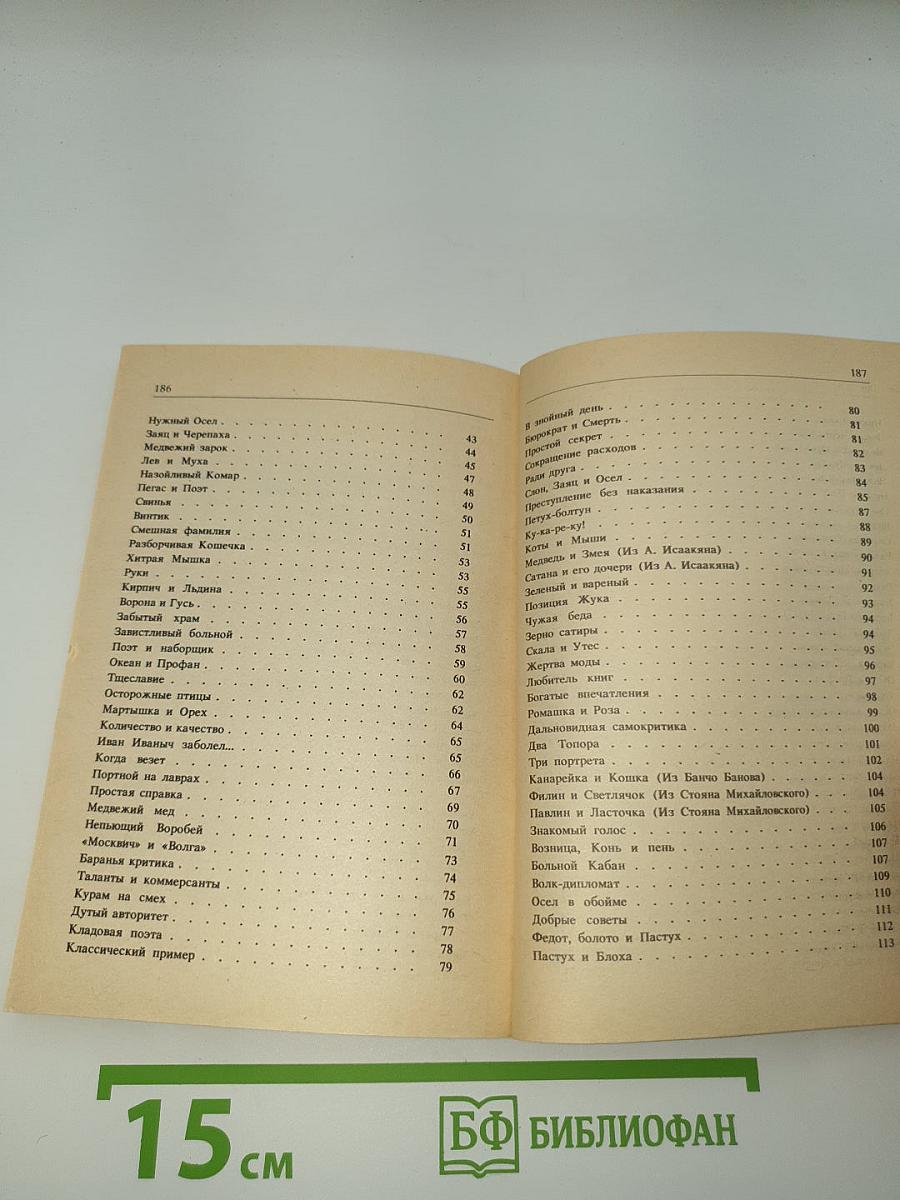 186
Нужный Осел . . . . . 43
Заяц и Черепаха . . . . . 44
Медвежий зарок . . . . . 45
Лев и Муха . . . . . 47
Назойливый Комар . . . . . 48
Пегас и Поэт . . . . . 49
Свинья . . . . . 50
Винтик . . . . . 51
Смешная фамилия . . . . . 51
Разборчивая Кошечка . . . . . 53
Хитрая Мышка . . . . . 53
Руки . . . . . 55
Кирпич и Льдина . . . . . 55
Ворона и Гусь . . . . . 56
Забытый храм . . . . . 57
Завистливый больной . . . . . 58
Поэт и наборщик . . . . . 59
Океан и Профан . . . . . 60
Тщеславие . . . . . 62
Осторожные птицы . . . . . 62
Мартышка и Орех . . . . . 64
Количество и качество . . . . . 65
Иван Иваныч заболел... . . . . . 65
Когда везет . . . . . 66
Портной на лаврах . . . . . 67
Простая справка . . . . . 69
Медвежий мед . . . . . 70
Непьющий Воробей . . . . . 71
«Москвич» и «Волга» . . . . . 73
Баранья критика . . . . . 74
Таланты и коммерсанты . . . . . 75
Курам на смех . . . . . 76
Дутый авторитет . . . . . 77
Кладовая поэта . . . . . 78
Классический пример . . . . . 79
187
В знойный день . . . . . 80
Бюрократ и Смерть . . . . . 81
Простой секрет . . . . . 81
Сокращение расходов . . . . . 82
Ради друга . . . . . 83
Слон, Заяц и Осел . . . . . 84
Преступление без наказания . . . . . 85
Петух-болтун . . . . . 87
Ку-ка-ре-ку! . . . . . 88
Коты и Мыши . . . . . 89
Медведь и Змея (Из А. Исаакяна) . . . . . 90
Сатана и его дочери (Из А. Исаакяна) . . . . . 91
Зеленый и вареный . . . . . 92
Позиция Жука . . . . . 93
Чужая беда . . . . . 94
Зерно сатиры . . . . . 94
Скала и Утес . . . . . 95
Жертва моды . . . . . 96
Любитель книг . . . . . 97
Богатые впечатления . . . . . 98
Ромашка и Роза . . . . . 99
Дальновидная самокритика . . . . . 100
Два Топора . . . . . 101
Три портрета . . . . . 102
Канарейка и Кошка (Из Банчо Банова) . . . . . 104
Филин и Светлячок (Из Стояна Михайловского) . . . 104
Павлин и Ласточка (Из Стояна Михайловского) . . . 105
Знакомый голос . . . . . 106
Возница, Конь и пень . . . . . 107
Больной Кабан . . . . . 107
Волк-дипломат . . . . . 109
Осел в обойме . . . . . 110
Добрые советы . . . . . 111
Федот, болото и Пастух . . . . . 112
Пастух и Блоха . . . . . 113
15 см
БФ БИБЛИОФАН